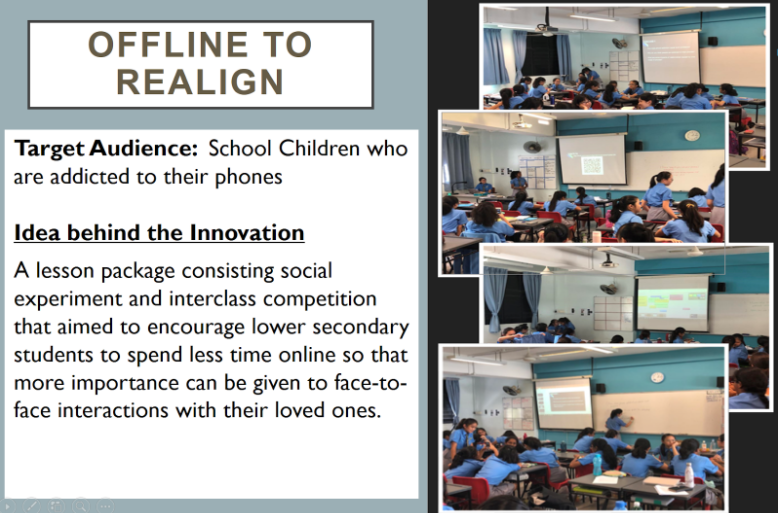 OFFLINE TO
REALIGN
Target Audience: School Children who
are addicted to their phones
Idea behind the Innovation
A lesson package consisting social
experiment and interclass competition
that aimed to encourage lower secondary
students to spend less time online so that
more importance can be given to face-to-
face interactions with their loved ones.